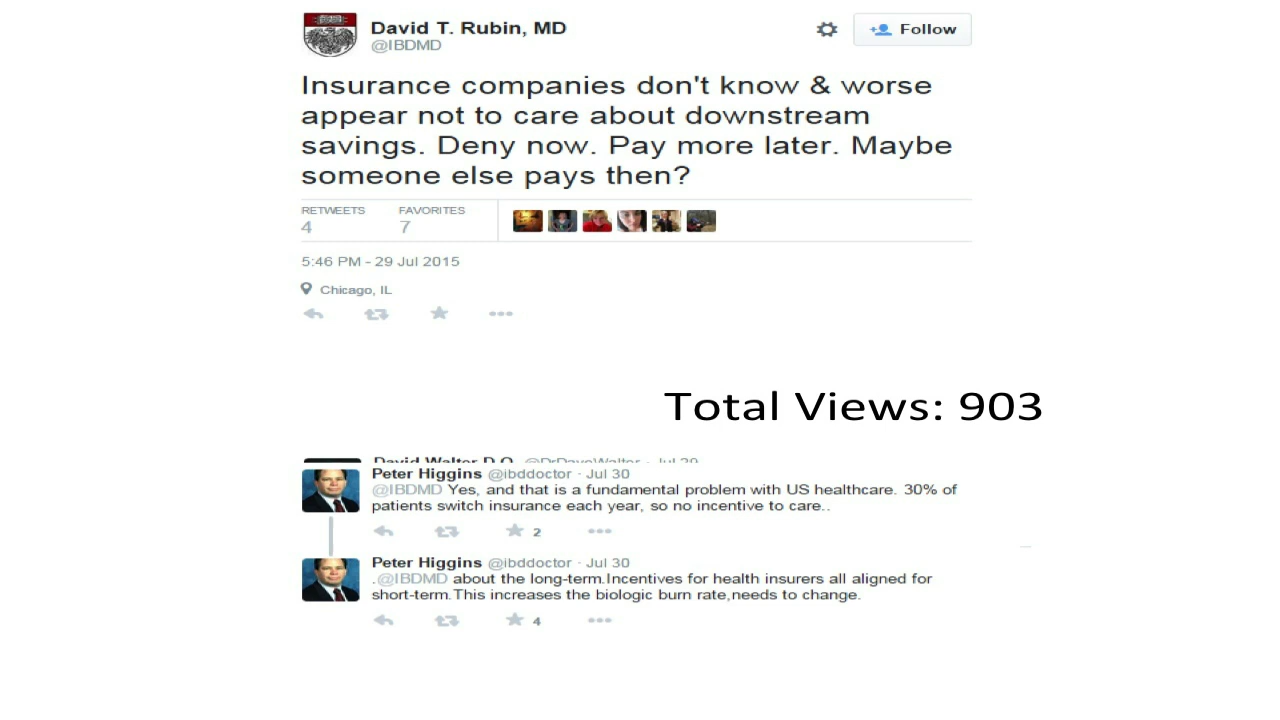 David T. Rubin, MD
@IBDMD
Follow
Insurance companies don't know & worse
appear not to care about downstream
savings. Deny now. Pay more later. Maybe
someone else pays then?
RETWEETS FAVORITES
4 7
5:46 PM - 29 Jul 2015
Chicago, IL
Total Views: 903
David Walter D.O. @DrDaveWalter · Jul 29
Peter Higgins @ibddoctor · Jul 30
@IBDMD Yes, and that is a fundamental problem with US healthcare. 30% of
patients switch insurance each year, so no incentive to care..
2
Peter Higgins @ibddoctor · Jul 30
.@IBDMD about the long-term.Incentives for health insurers all aligned for
short-term.This increases the biologic burn rate,needs to change.
4